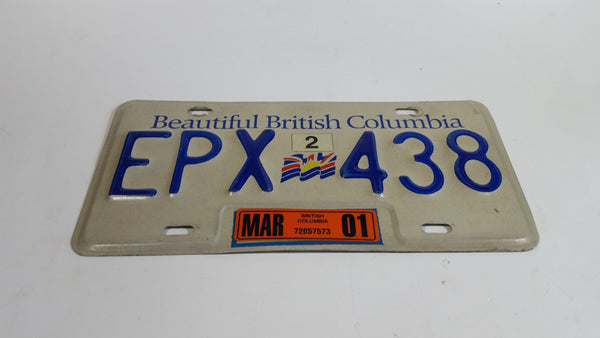 Beautiful British Columbia
2
EPX 438
MAR BRITISH COLUMBIA 72057573 01